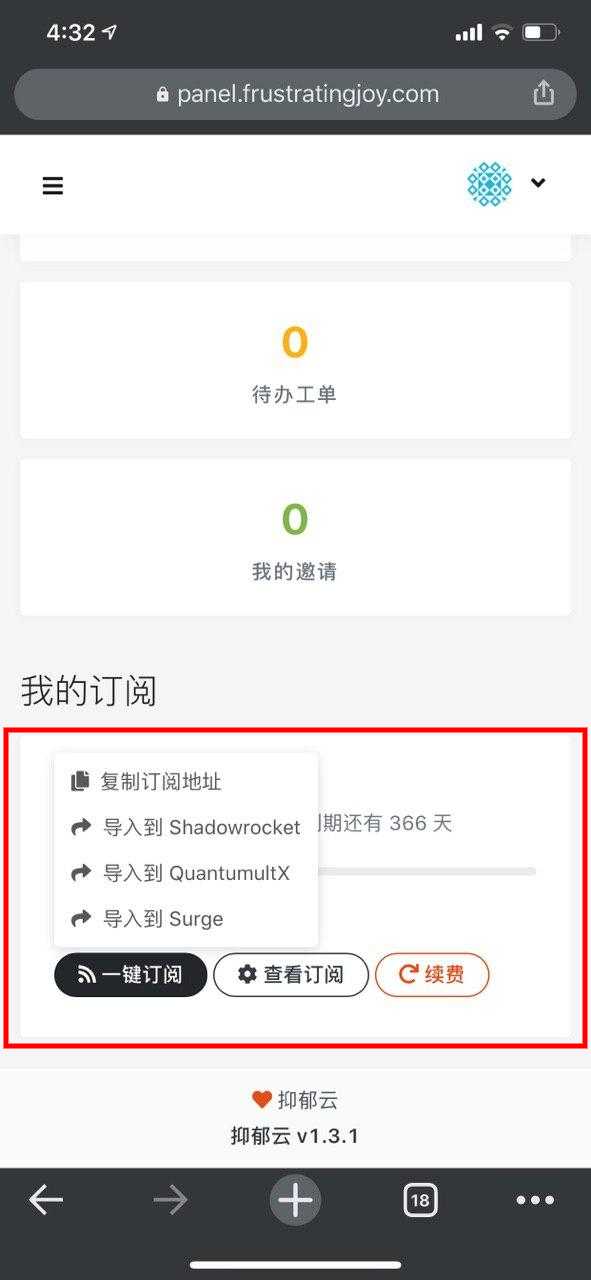 4:32
panel.frustratingjoy.com
0
待办工单
0
我的邀请
我的订阅
复制订阅地址
导入到 Shadowrocket
期还有 366 天
导入到 QuantumultX
导入到 Surge
一键订阅
查看订阅
续费
抑郁云
抑郁云 v1.3.1
18